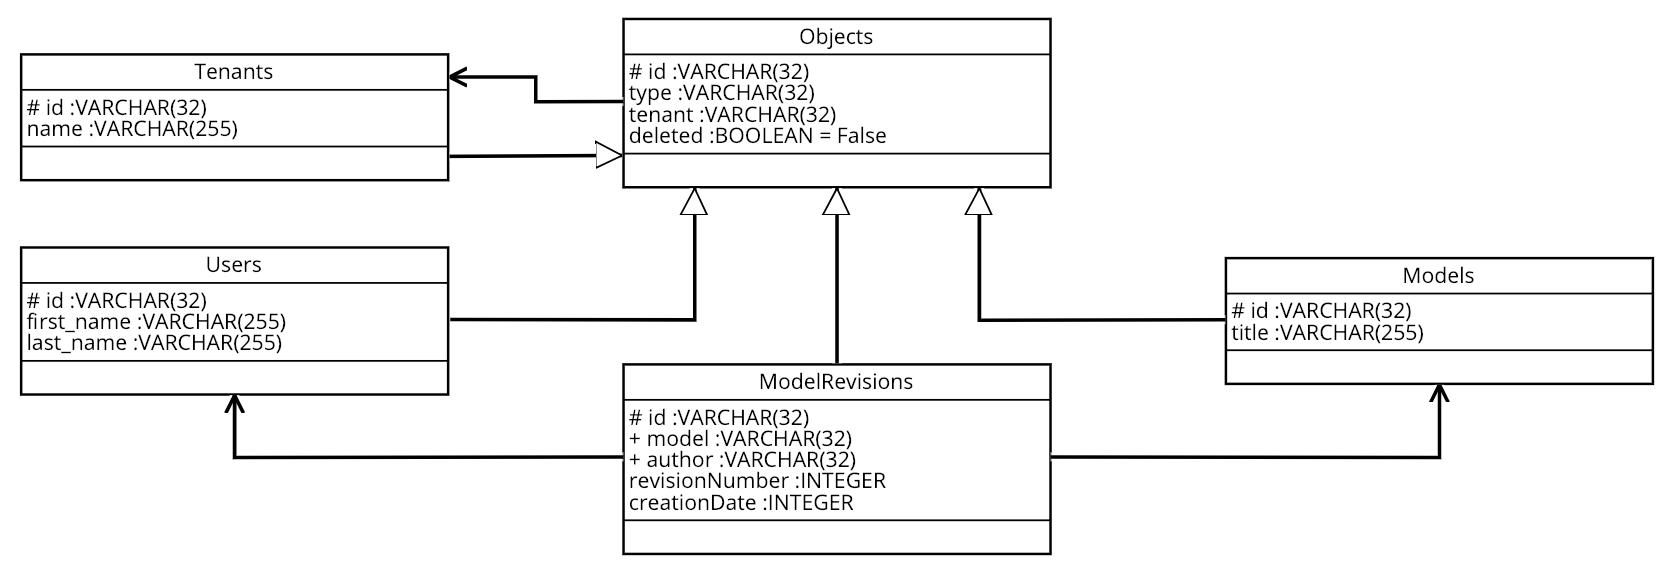 Objects
# id :VARCHAR(32)
type :VARCHAR(32)
tenant :VARCHAR(32)
deleted :BOOLEAN = False
Tenants
# id :VARCHAR(32)
name :VARCHAR(255)
Users
# id :VARCHAR(32)
first_name :VARCHAR(255)
last_name :VARCHAR(255)
Models
# id :VARCHAR(32)
title :VARCHAR(255)
ModelRevisions
# id :VARCHAR(32)
+ model :VARCHAR(32)
+ author :VARCHAR(32)
revisionNumber :INTEGER
creationDate :INTEGER